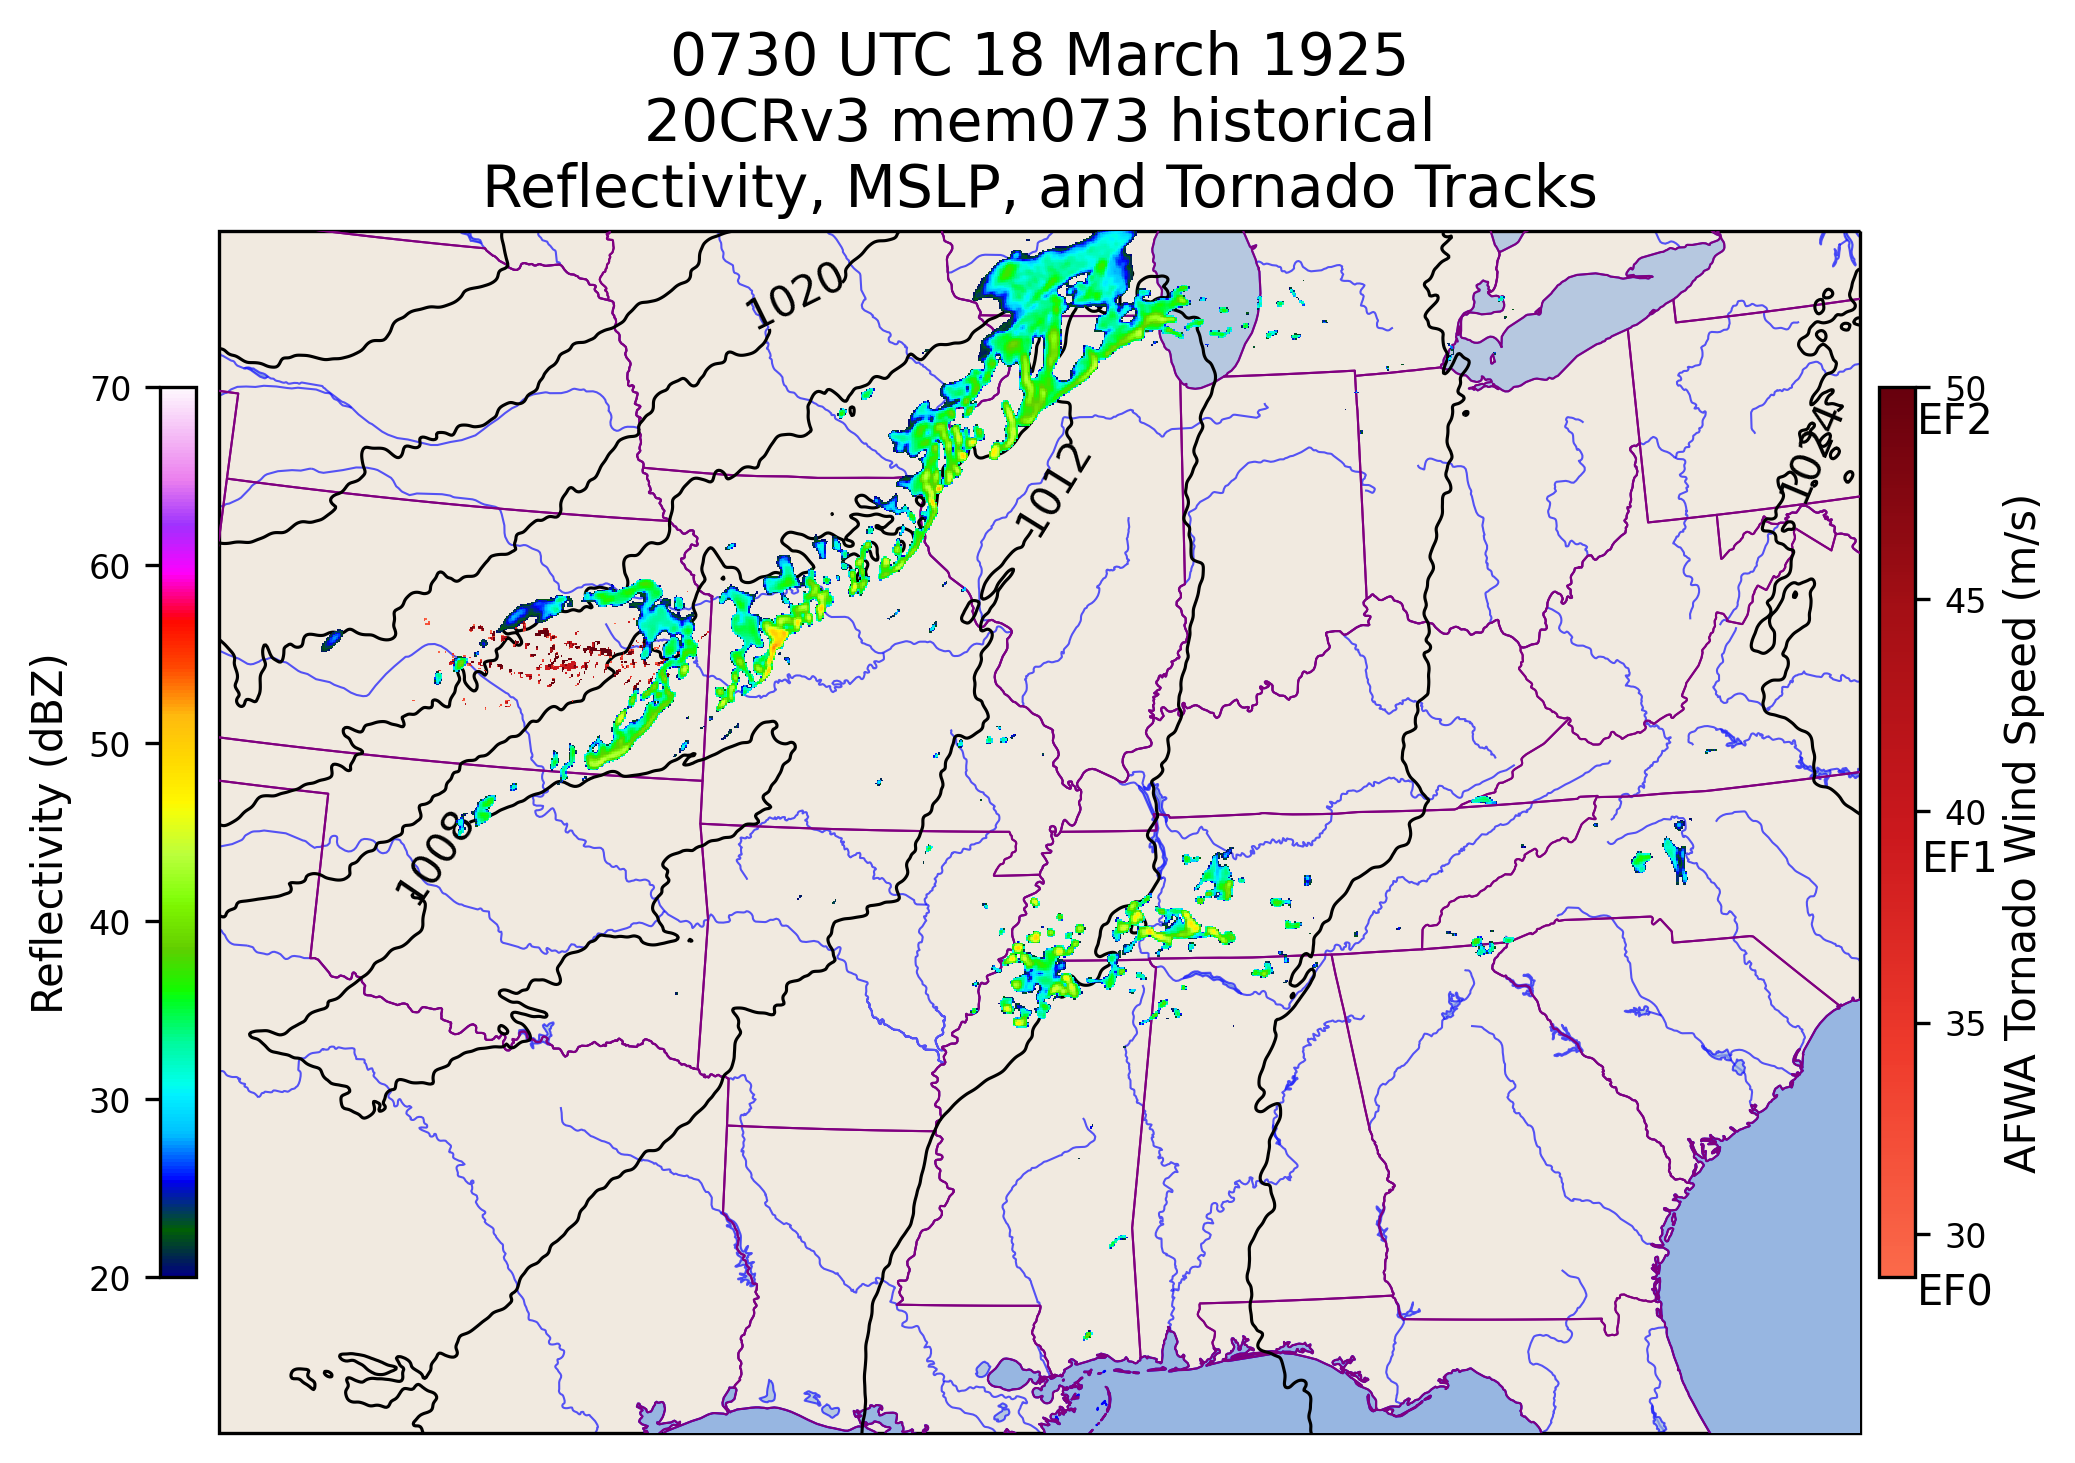 0730 UTC 18 March 1925
20CRv3 mem073 historical
Reflectivity, MSLP, and Tornado Tracks
1020
1012
1024
1008
70
60
50
40
30
20
Reflectivity (dBZ)
50
EF2
45
40
EF1
35
30
EF0
AFWA Tornado Wind Speed (m/s)